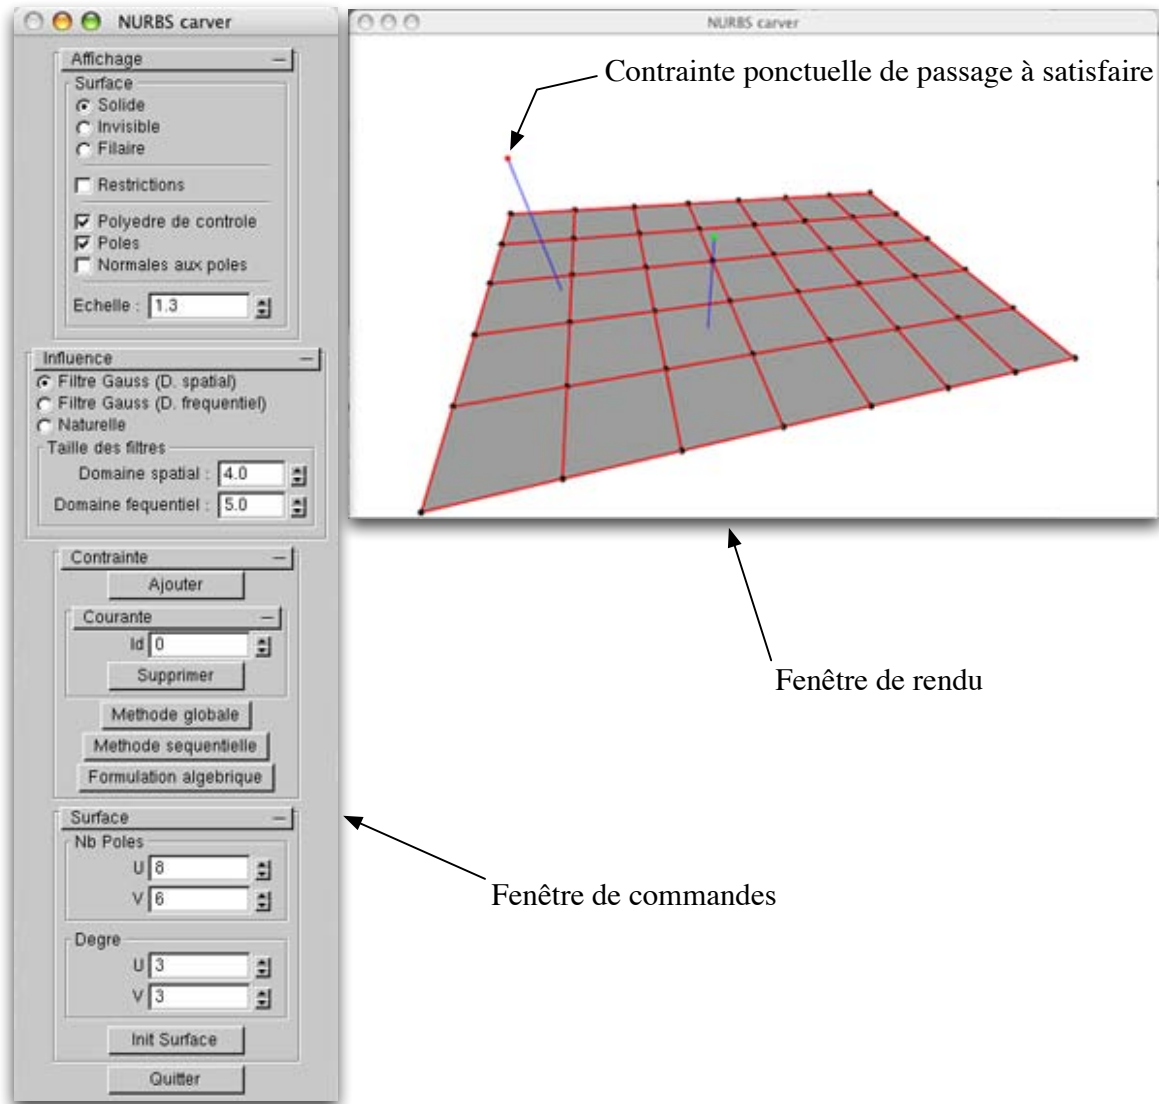 NURBS carver
Affichage
Surface
Solide
Invisible
Filaire
Restrictions
Polyedre de controle
Poles
Normales aux poles
Echelle : 1.3
Influence
Filtre Gauss (D. spatial)
Filtre Gauss (D. frequentiel)
Naturelle
Taille des filtres
Domaine spatial : 4.0
Domaine fequentiel : 5.0
Contrainte
Ajouter
Courante
Id 0
Supprimer
Methode globale
Methode sequentielle
Formulation algebrique
Surface
Nb Poles
U 8
V 6
Degre
U 3
V 3
Init Surface
Quitter
NURBS carver
Contrainte ponctuelle de passage à satisfaire
Fenêtre de rendu
Fenêtre de commandes